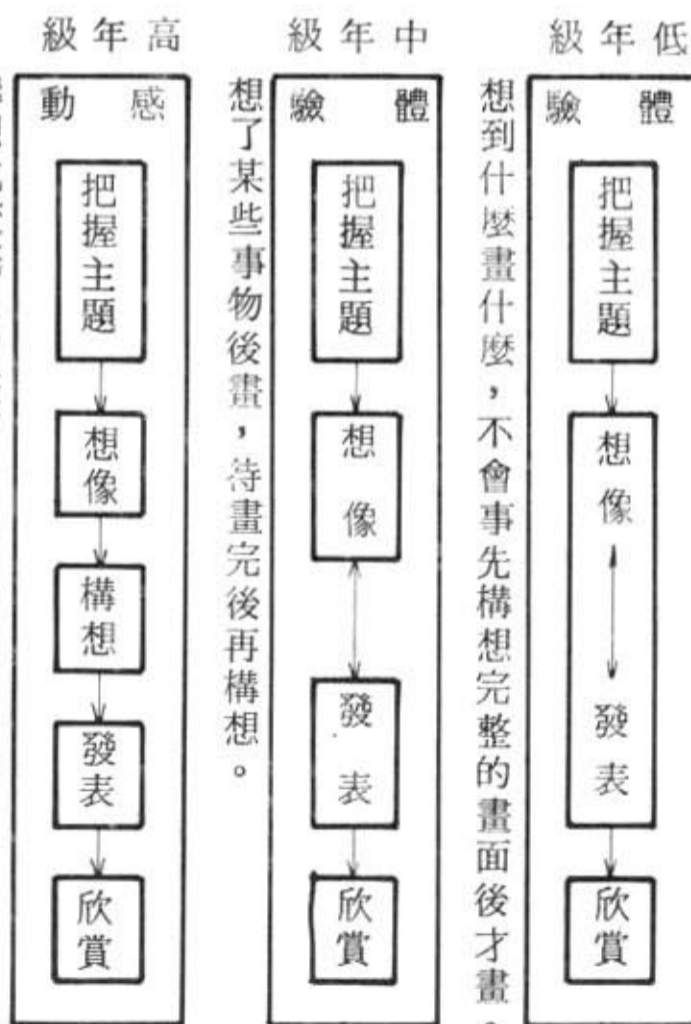 低年級
體驗
把握主題
想像
發表
欣賞
想到什麼畫什麼，不會事先構想完整的畫面後才畫
中年級
體驗
把握主題
想像
發表
欣賞
想了某些事物後畫，待畫完後再構想。
高年級
感動
把握主題
想像
構想
發表
欣賞